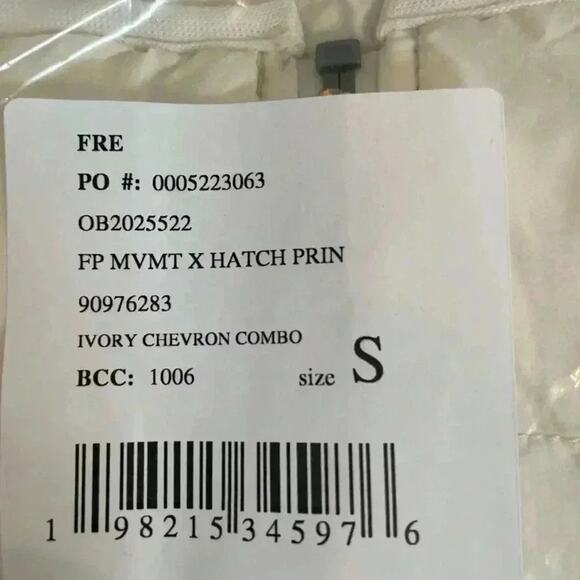 FRE
PO #: 0005223063
OB2025522
FP MVMT X HATCH PRIN
90976283
IVORY CHEVRON COMBO
BCC: 1006 size S
1 98215 34597 6